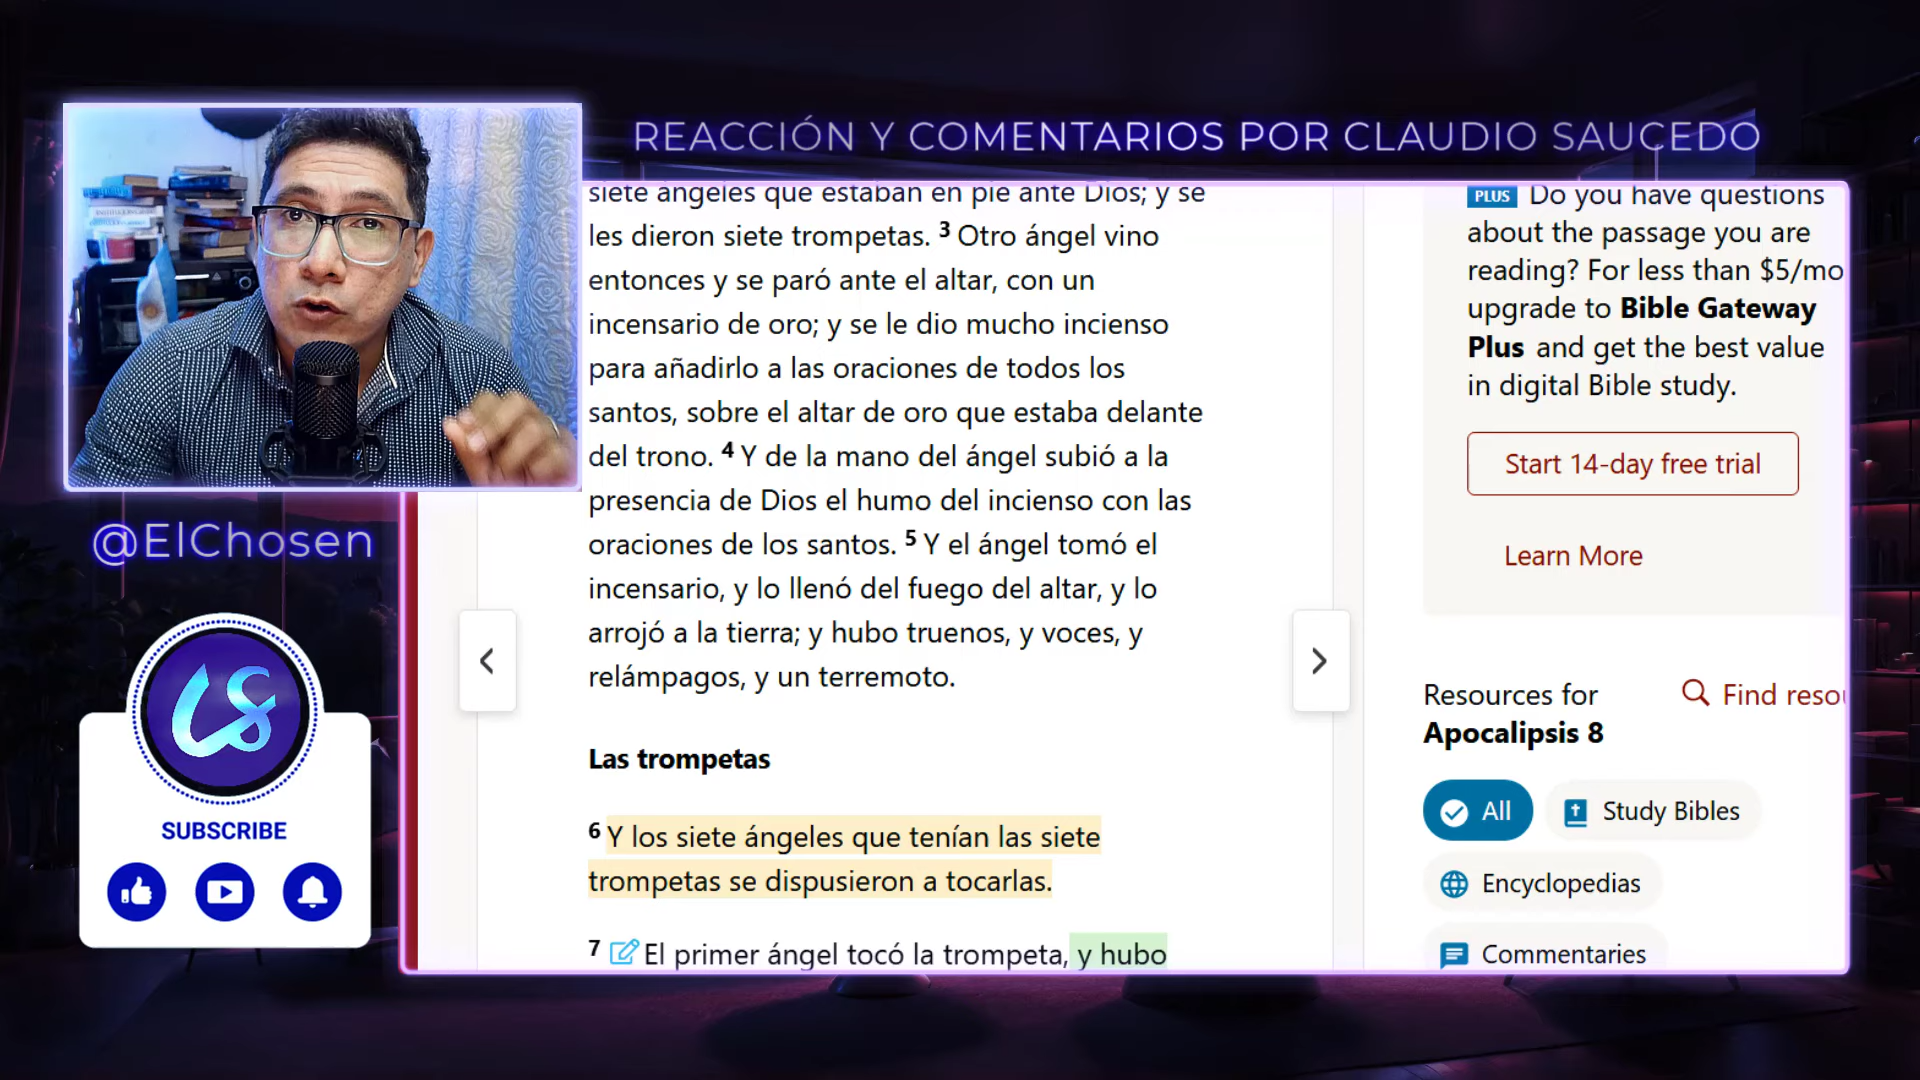 REACCIÓN Y COMENTARIOS POR CLAUDIO SAUCEDO
siete ángeles que estaban en pie ante Dios; y se
les dieron siete trompetas. 3 Otro ángel vino
entonces y se paró ante el altar, con un
incensario de oro; y se le dio mucho incienso
para añadirlo a las oraciones de todos los
santos, sobre el altar de oro que estaba delante
del trono. 4 Y de la mano del ángel subió a la
presencia de Dios el humo del incienso con las
oraciones de los santos. 5 Y el ángel tomó el
incensario, y lo llenó del fuego del altar, y lo
arrojó a la tierra; y hubo truenos, y voces, y
relámpagos, y un terremoto.
Las trompetas
6 Y los siete ángeles que tenían las siete
trompetas se dispusieron a tocarlas.
7 El primer ángel tocó la trompeta, y hubo
PLUS Do you have questions
about the passage you are
reading? For less than $5/mo
upgrade to Bible Gateway
Plus and get the best value
in digital Bible study.
Start 14-day free trial
Learn More
Resources for
Apocalipsis 8
Find resou
All
Study Bibles
Encyclopedias
Commentaries
@ElChosen
SUBSCRIBE